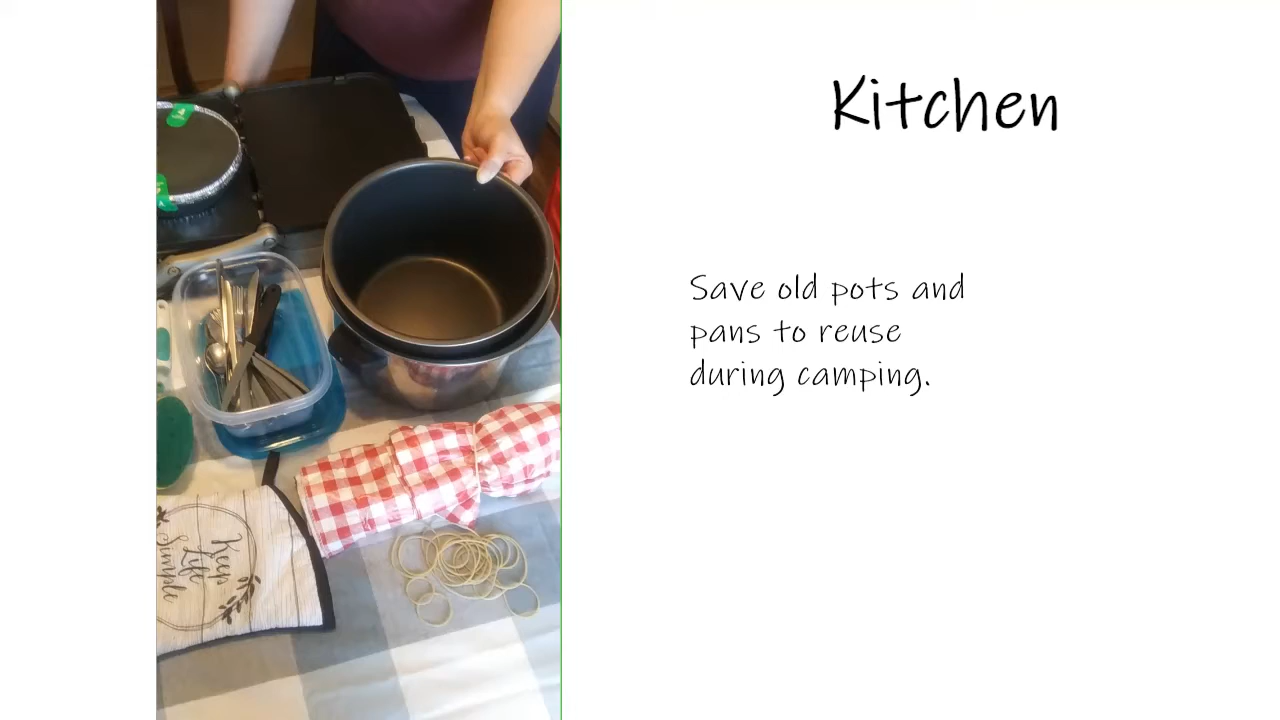 Kitchen
Save old pots and
pans to reuse
during camping.
Keep
Life
Simple